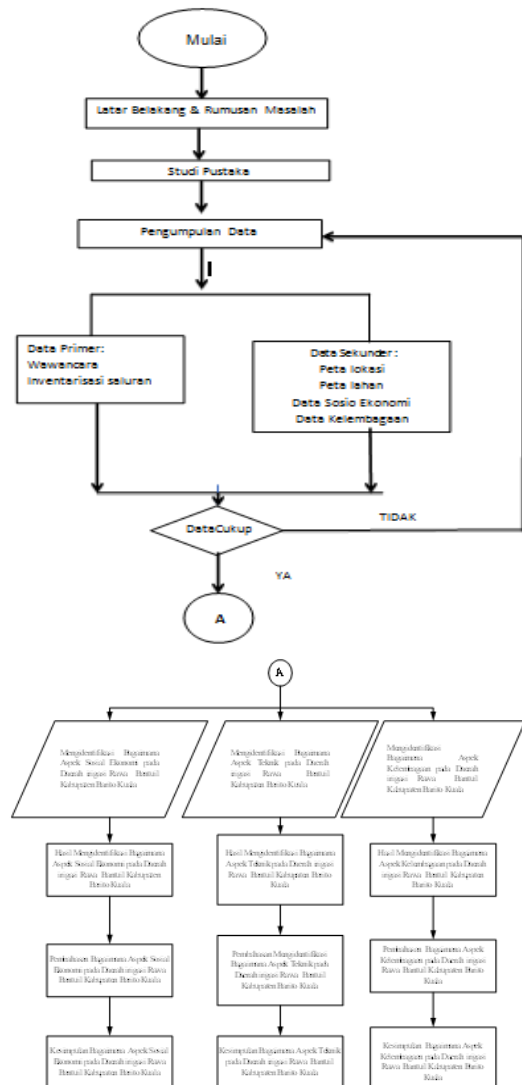 Mulai
Latar Belakang & Rumusan Masalah
Studi Pustaka
Pengumpulan Data
Data Primer:
Wawancara
Inventarisasi saluran
Data Sekunder :
Peta lokasi
Peta lahan
Data Sosio Ekonomi
Data Kelembagaan
DataCukup
TIDAK
YA
A
A
Mengidentifikasi Bagaimana
Aspek Sosial Ekonomi pada
Daerah irigasi Rawa Bantuil
Kabupaten Barito Kuala
Mengidentifikasi Bagaimana
Aspek Teknik pada Daerah
irigasi Rawa Bantuil
Kabupaten Barito Kuala
Mengidentifikasi
Bagaimana Aspek
Kelembagaan pada Daerah
irigasi Rawa Bantuil
Kabupaten Barito Kuala
Hasil Mengidentifikasi Bagaimana
Aspek Sosial Ekonomi pada Daerah
irigasi Rawa Bantuil Kabupaten
Barito Kuala
Hasil Mengidentifikasi Bagaimana
Aspek Teknik pada Daerah irigasi
Rawa Bantuil Kabupaten Barito
Kuala
Hasil Mengidentifikasi Bagaimana
Aspek Kelembagaan pada Daerah
irigasi Rawa Bantuil Kabupaten
Barito Kuala
Pembahasan Bagaimana Aspek Sosial
Ekonomi pada Daerah irigasi Rawa
Bantuil Kabupaten Barito Kuala
Pembahasan Mengidentifikasi
Bagaimana Aspek Teknik pada
Daerah irigasi Rawa Bantuil
Kabupaten Barito Kuala
Pembahasan Bagaimana Aspek
Kelembagaan pada Daerah irigasi
Rawa Bantuil Kabupaten Barito
Kuala
Kesimpulan Bagaimana Aspek Sosial
Ekonomi pada Daerah irigasi Rawa
Bantuil Kabupaten Barito Kuala
Kesimpulan Bagaimana Aspek Teknik
pada Daerah irigasi Rawa Bantuil
Kabupaten Barito Kuala
Kesimpulan Bagaimana Aspek
Kelembagaan pada Daerah irigasi
Rawa Bantuil Kabupaten Barito
Kuala